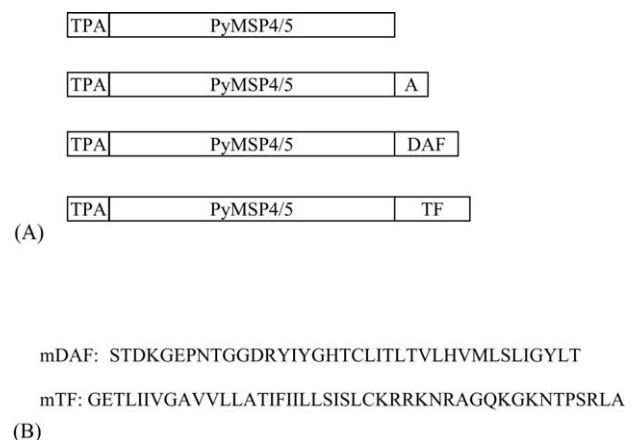 TPA PyMSP4/5
TPA PyMSP4/5 A
TPA PyMSP4/5 DAF
TPA PyMSP4/5 TF
(A)
mDAF: STDKGEPNTGGDRYIYGHTCLITLTVLHVMLSLIGYLT
mTF: GETLIIVGAVVLLATIFIILLSISLCKRRKNRAGQKGKNTPSRLA
(B)